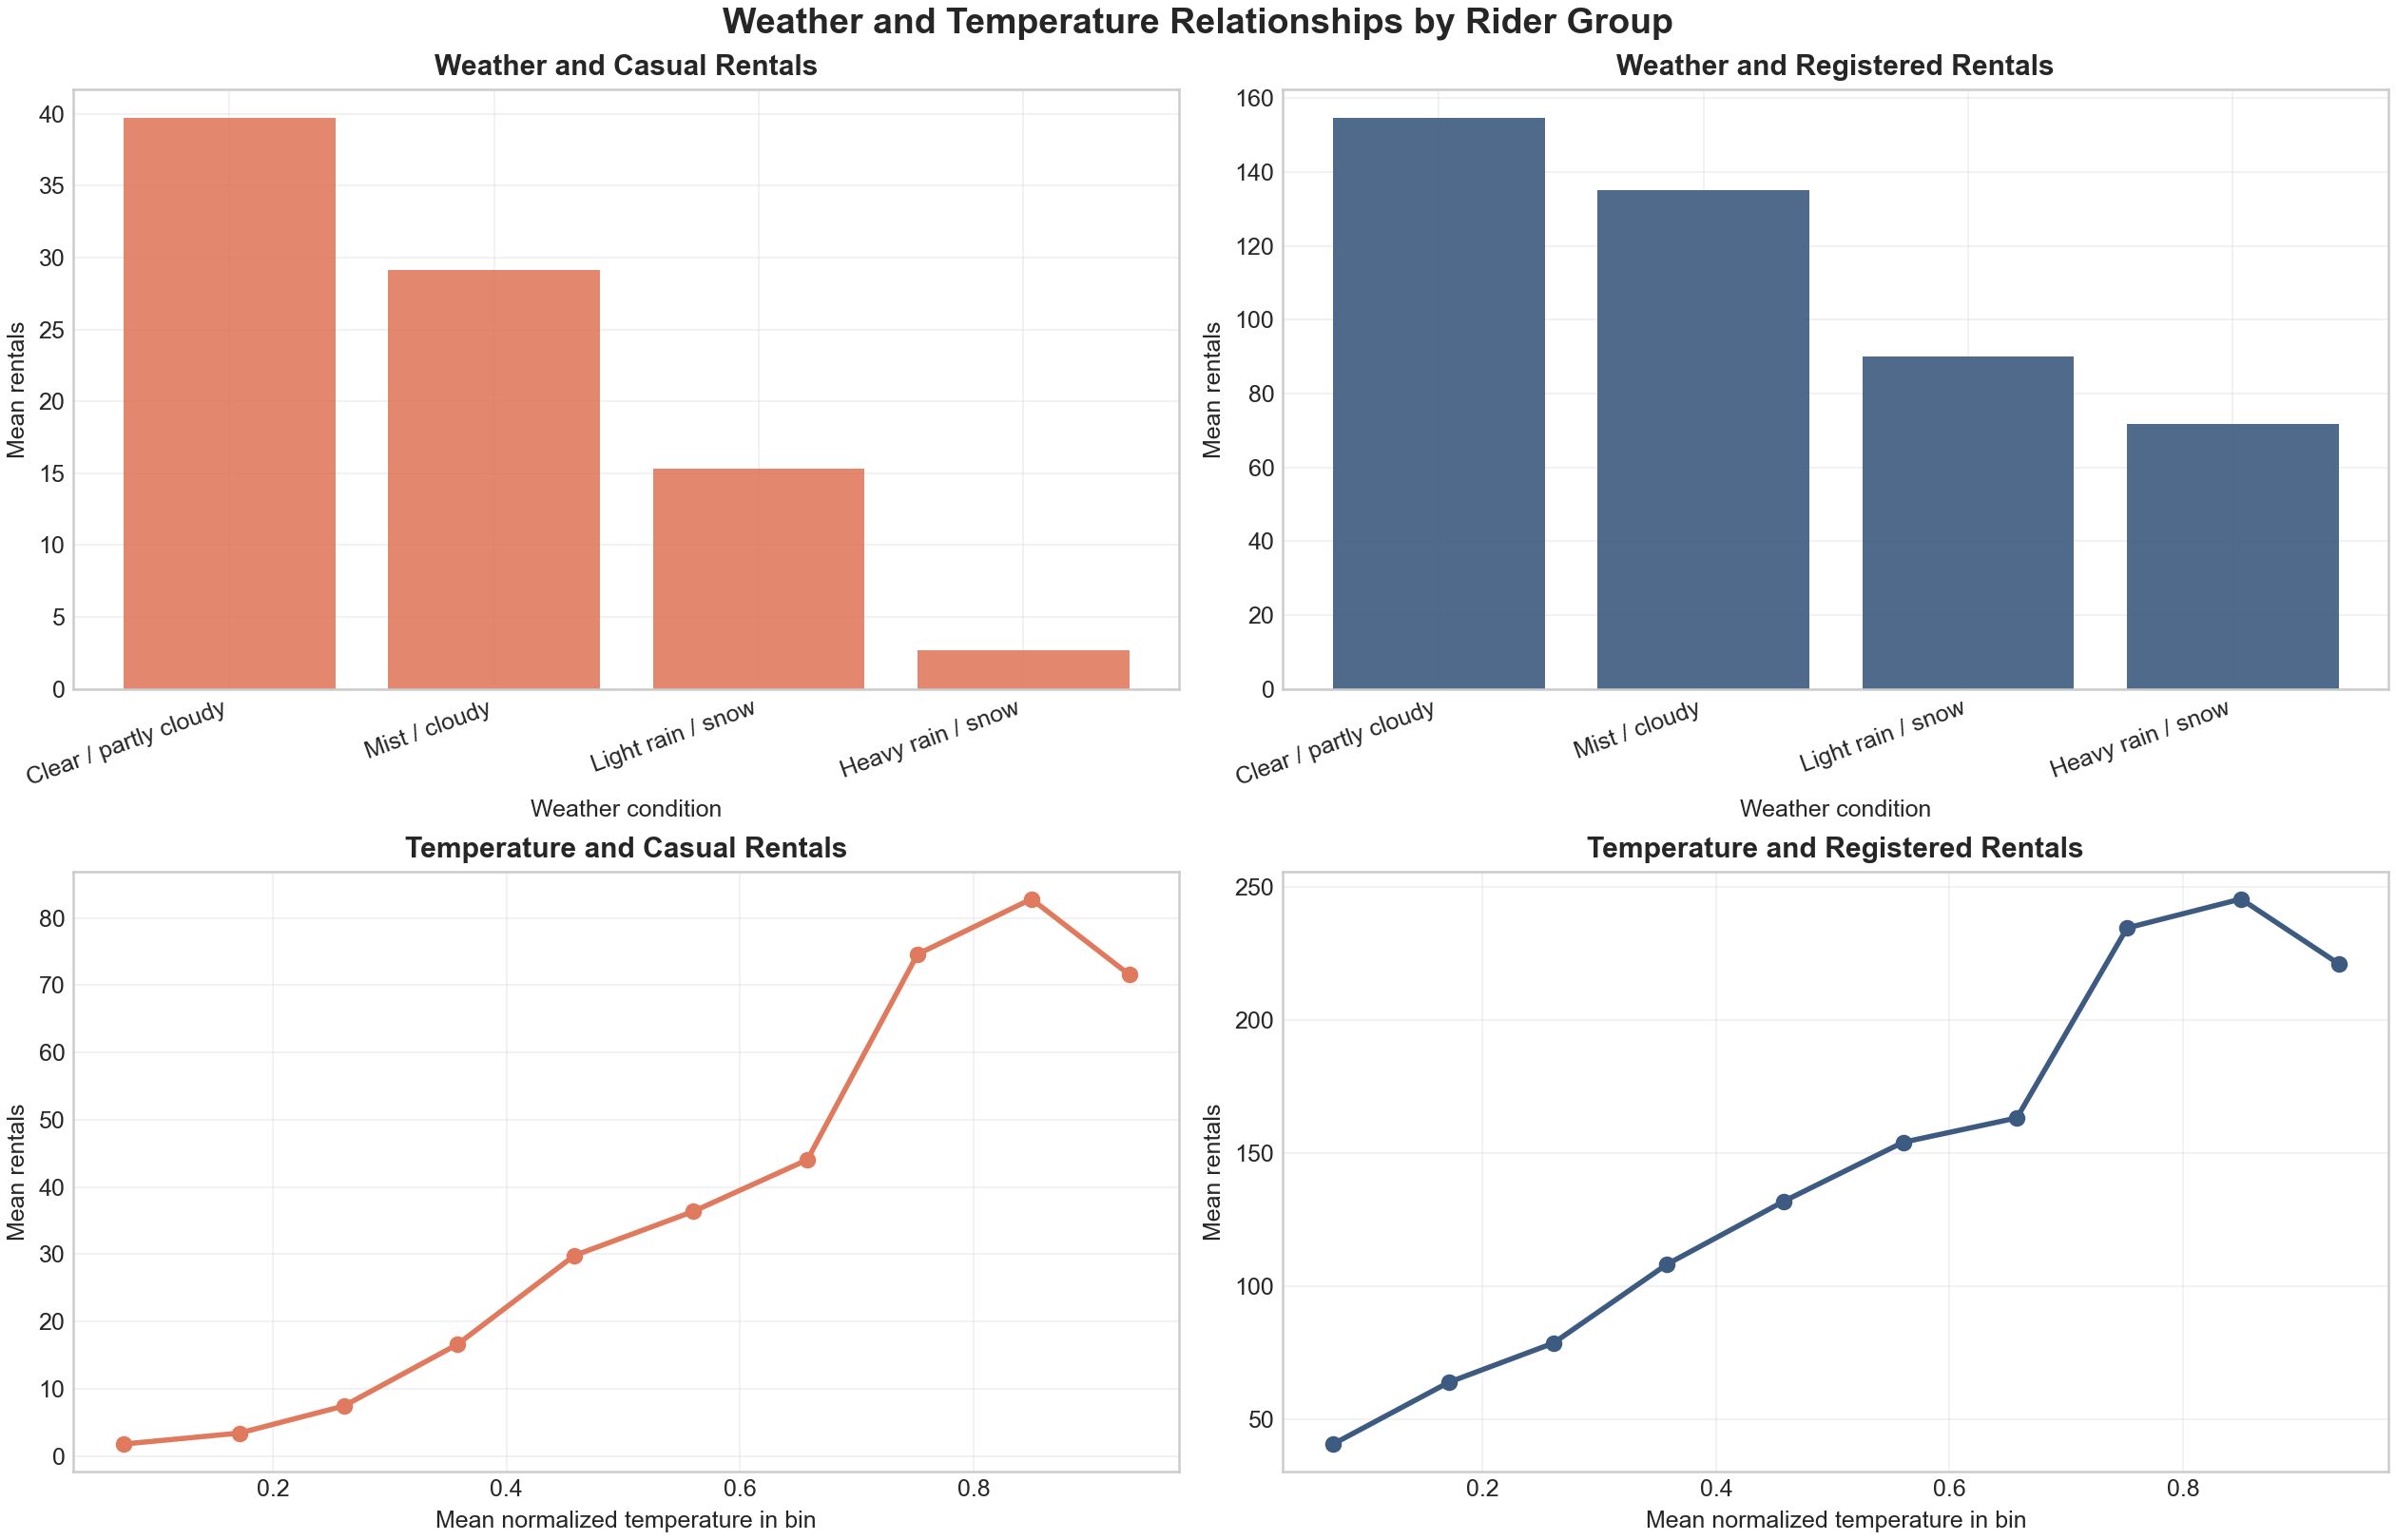 Weather and Temperature Relationships by Rider Group
Weather and Casual Rentals
Mean rentals
40
35
30
25
20
15
10
5
0
Clear / partly cloudy
Mist / cloudy
Light rain / snow
Heavy rain / snow
Weather condition
Weather and Registered Rentals
Mean rentals
160
140
120
100
80
60
40
20
0
Clear / partly cloudy
Mist / cloudy
Light rain / snow
Heavy rain / snow
Weather condition
Temperature and Casual Rentals
Mean rentals
80
70
60
50
40
30
20
10
0
0.2 0.4 0.6 0.8
Mean normalized temperature in bin
Temperature and Registered Rentals
Mean rentals
250
200
150
100
50
0.2 0.4 0.6 0.8
Mean normalized temperature in bin